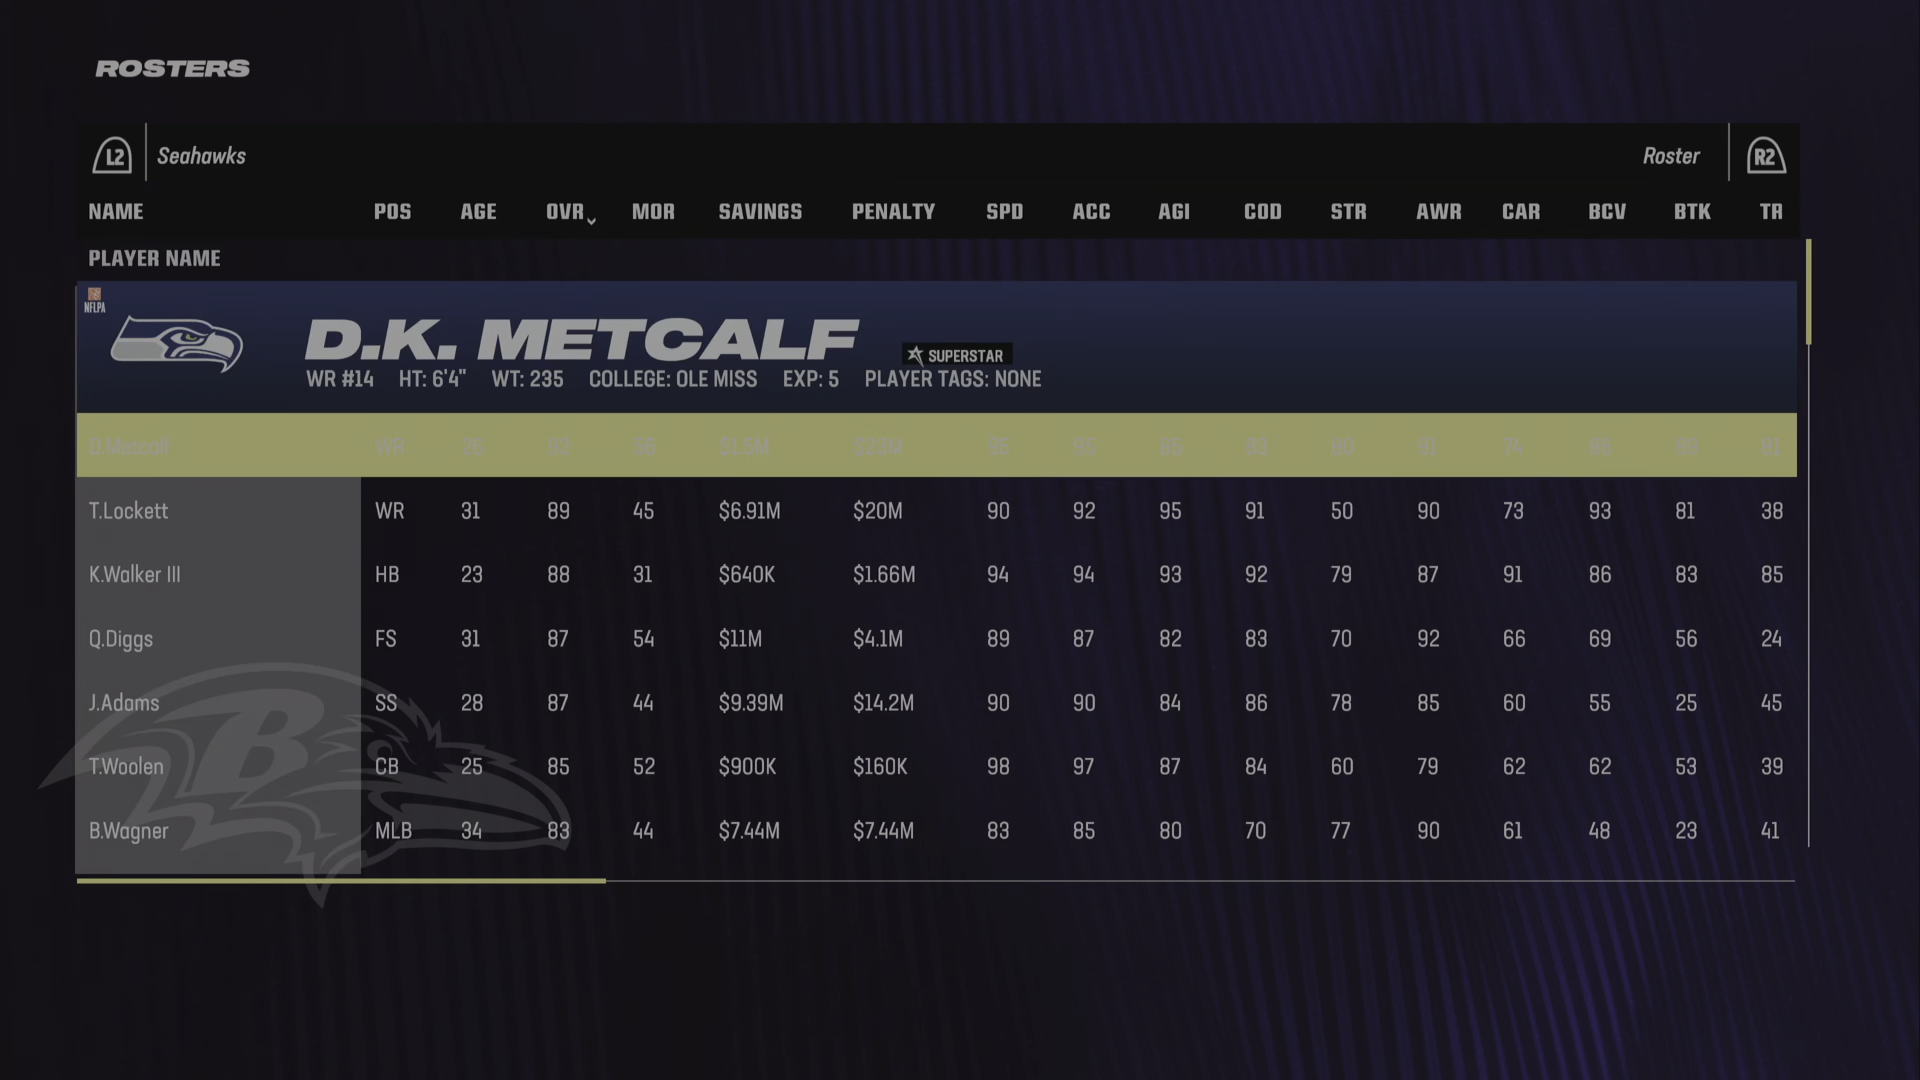 ROSTERS
L2 Seahawks Roster R2
NAME POS AGE OVR MOR SAVINGS PENALTY SPD ACC AGI COD STR AWR CAR BCV BTK TR
PLAYER NAME
NFLPA
D.K. METCALF SUPERSTAR
WR #14 HT: 6'4" WT: 235 COLLEGE: OLE MISS EXP: 5 PLAYER TAGS: NONE
D.Metcalf WR $1.5M
T.Lockett WR 31 89 45 $6.91M $20M 90 92 95 91 50 90 73 93 81 38
K.Walker III HB 23 88 31 $640K $1.66M 94 94 93 92 79 87 91 86 83 85
Q.Diggs FS 31 87 54 $11M $4.1M 89 87 82 83 70 92 66 69 56 24
J.Adams SS 28 87 44 $9.39M $14.2M 90 90 84 86 78 85 60 55 25 45
T.Woolen CB 25 85 52 $900K $160K 98 97 87 84 60 79 62 62 53 39
B.Wagner MLB 34 83 44 $7.44M $7.44M 83 85 80 70 77 90 61 48 23 41
B